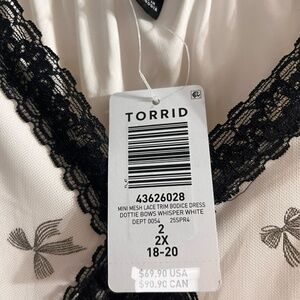 TORRID
43626028
MINI MESH LACE TRIM BODICE DRESS
DOTTIE BOWS WHISPER WHITE
DEPT 0054 25SPR4
2
2X
18-20
$69.90 USA
$90.90 CAN